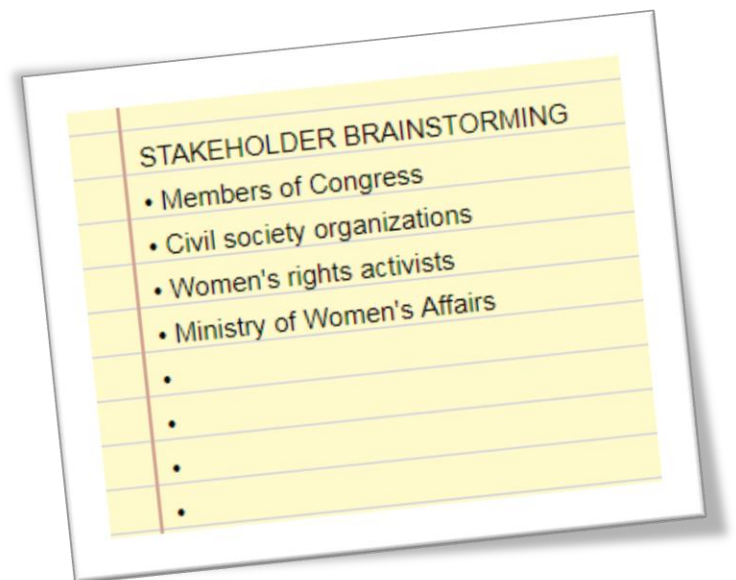 STAKEHOLDER BRAINSTORMING
• Members of Congress
• Civil society organizations
• Women's rights activists
• Ministry of Women's Affairs
•
•
•
•